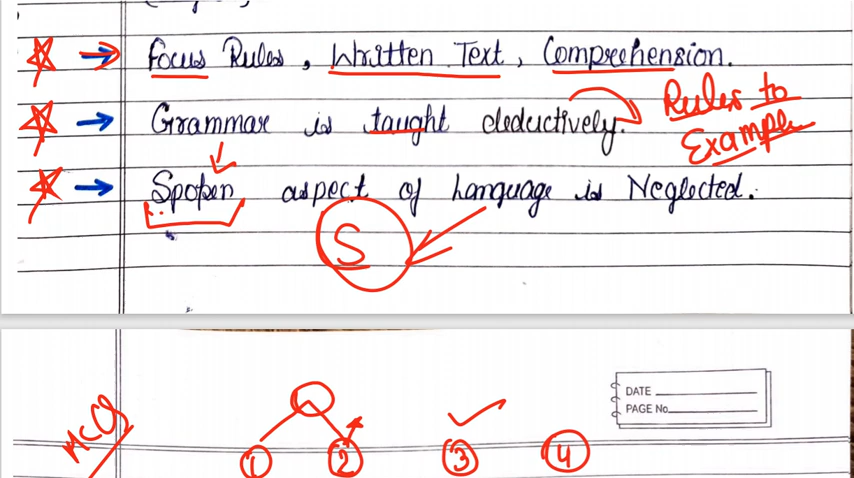 Focus Rules, Written Text, Comprehension.
Grammar is taught deductively. Rules to Example
Spoken aspect of Language is Neglected.
S
DATE
PAGE No.
MCQ
1 2 3 4